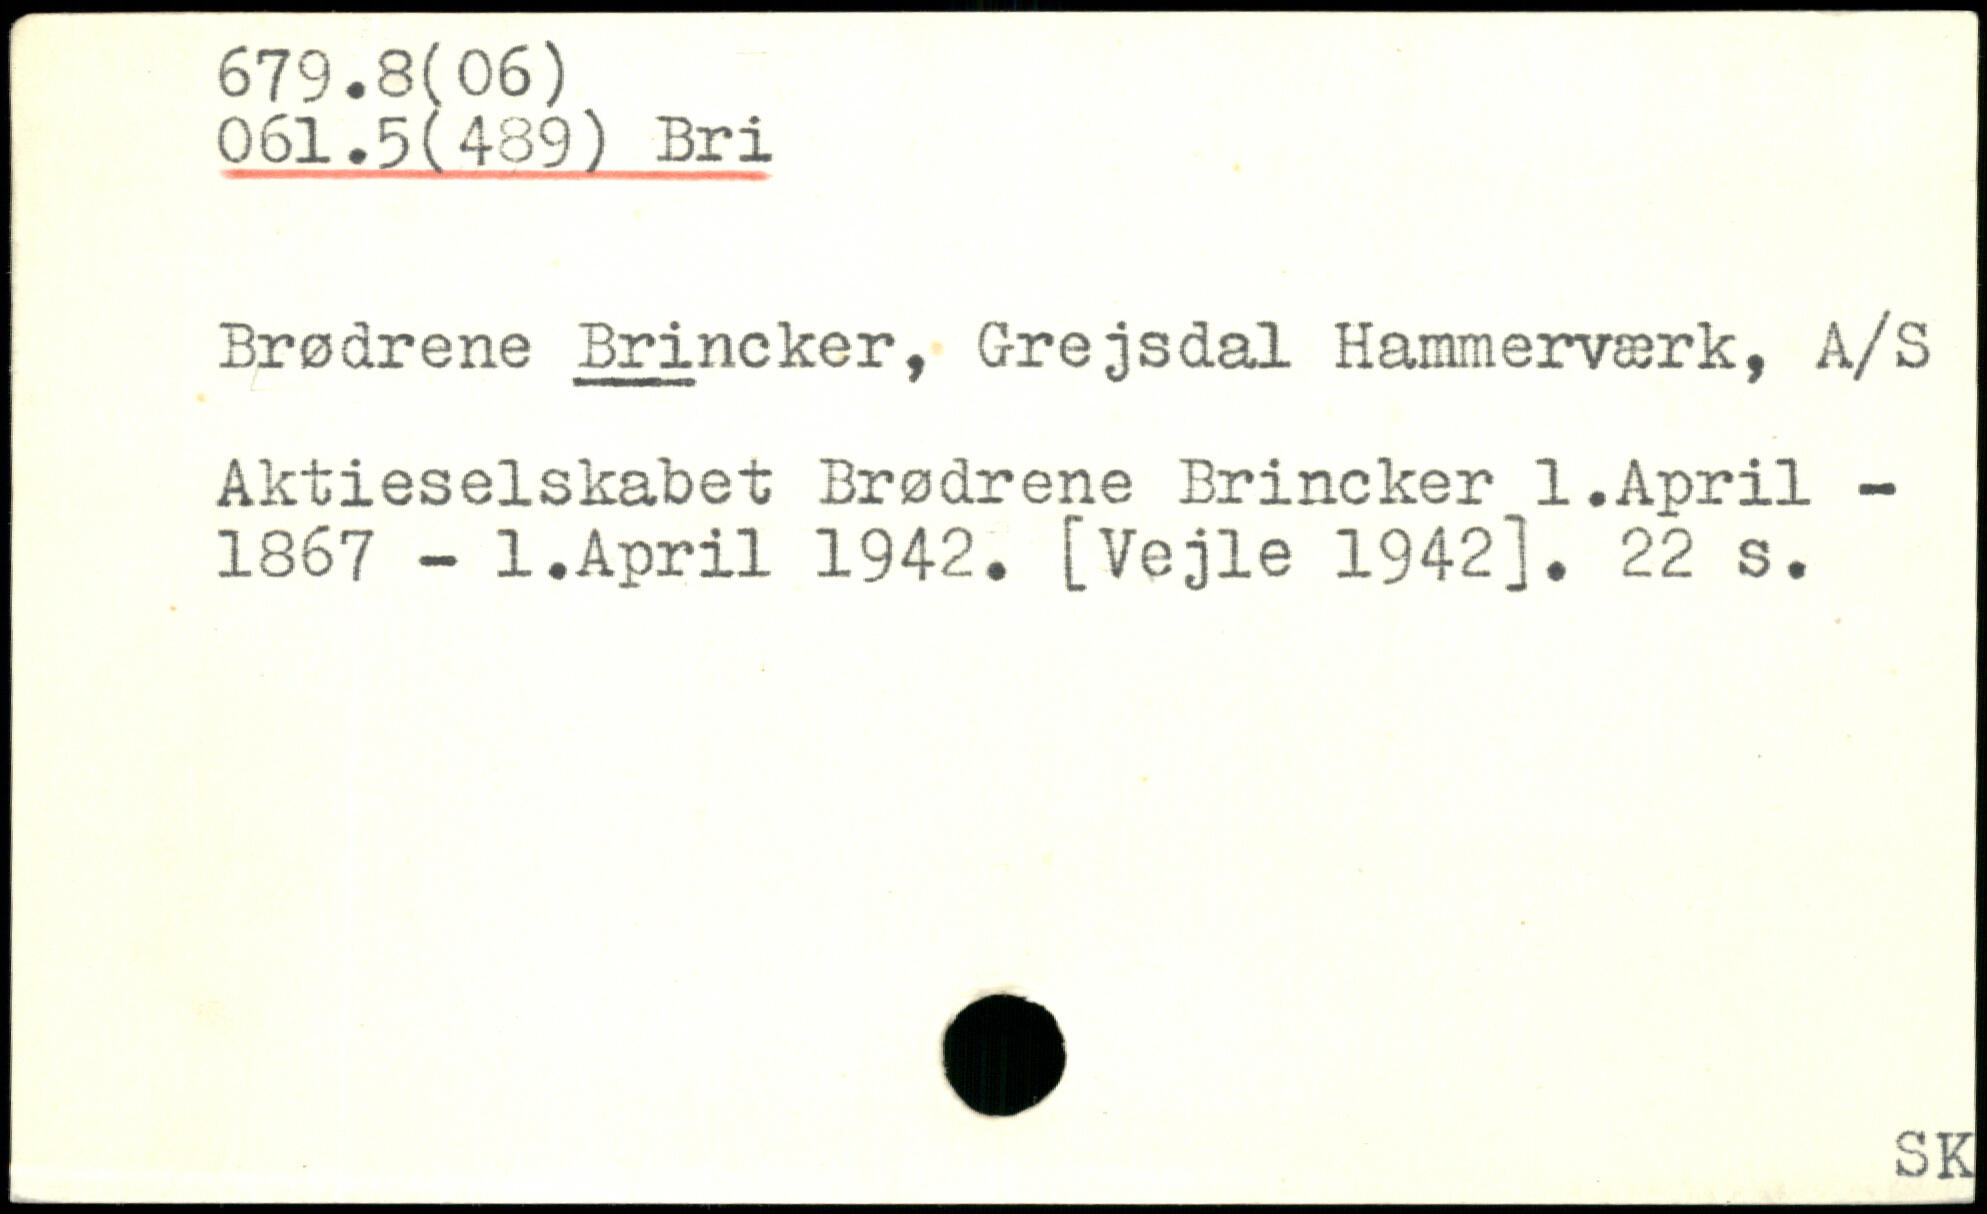 679.8(06)
061.5(489) Bri
Brødrene Brincker, Grejsdal Hammerværk, A/S
Aktieselskabet Brødrene Brincker 1.April -
1867 - 1.April 1942. [Vejle 1942]. 22 s.
SK